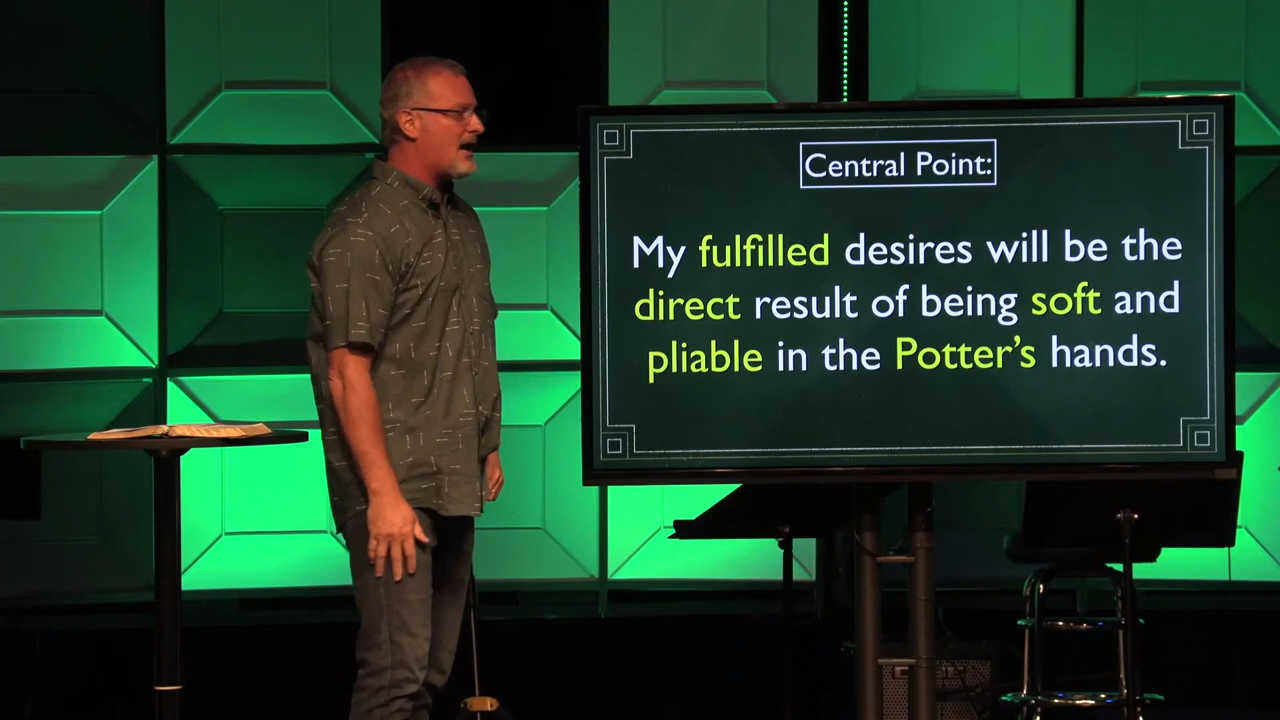 Central Point:
My fulfilled desires will be the
direct result of being soft and
pliable in the Potter's hands.